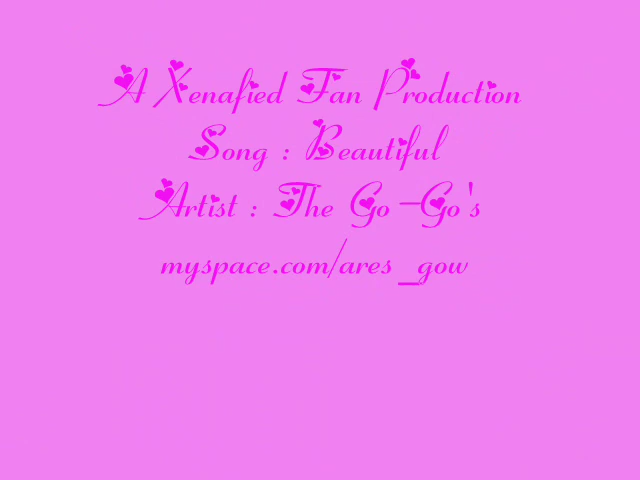 A Xenafied Fan Production
Song : Beautiful
Artist : The Go-Go's
myspace.com/ares_gow